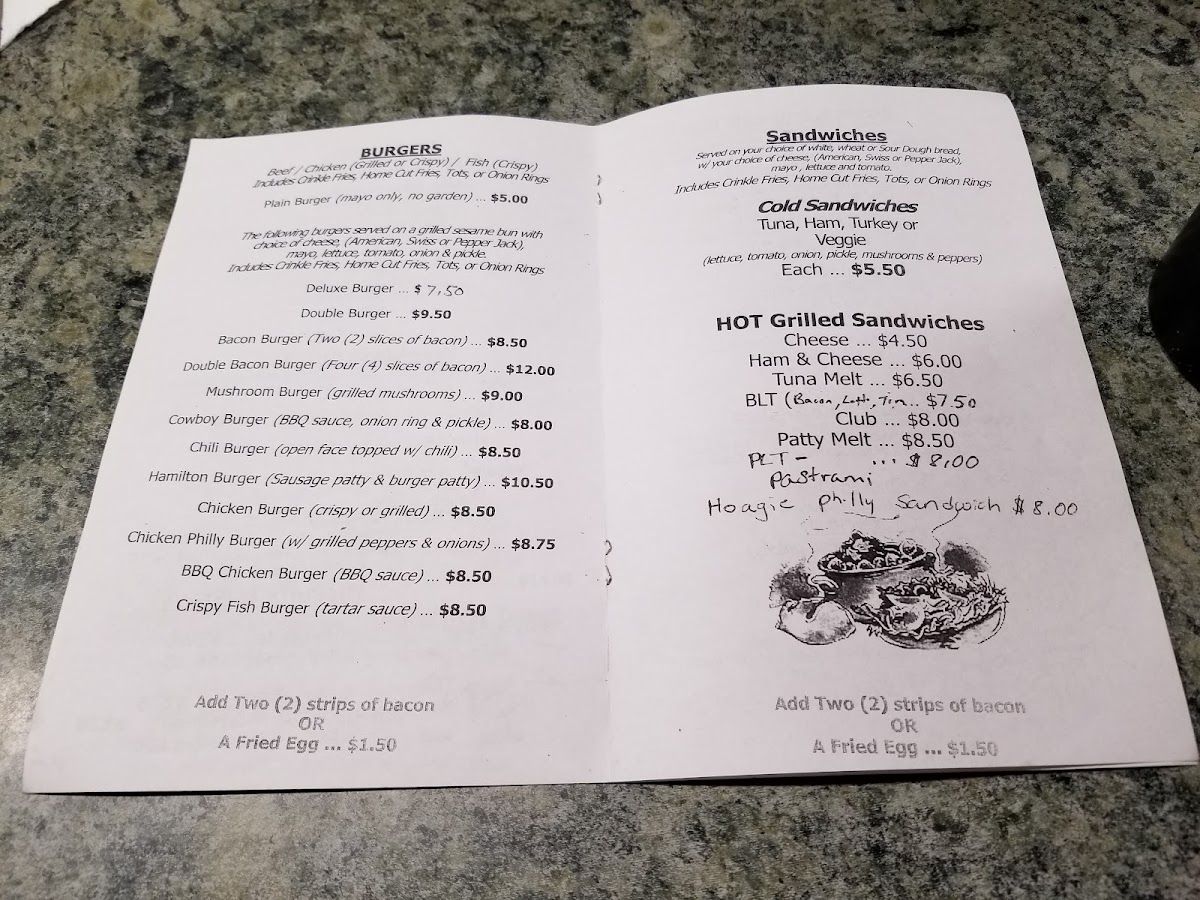 BURGERS
Beef / Chicken (Grilled or Crispy) / Fish (Crispy)
Includes Crinkle Fries, Home Cut Fries, Tots, or Onion Rings
Plain Burger (mayo only, no garden) ... $5.00
The following burgers served on a grilled sesame bun with
choice of cheese, (American, Swiss or Pepper Jack),
mayo, lettuce, tomato, onion & pickle.
Includes Crinkle Fries, Home Cut Fries, Tots, or Onion Rings
Deluxe Burger ... $ 7.50
Double Burger ... $9.50
Bacon Burger (Two (2) slices of bacon) ... $8.50
Double Bacon Burger (Four (4) slices of bacon) ... $12.00
Mushroom Burger (grilled mushrooms) ... $9.00
Cowboy Burger (BBQ sauce, onion ring & pickle) ... $8.00
Chili Burger (open face topped w/ chili) ... $8.50
Hamilton Burger (Sausage patty & burger patty) ... $10.50
Chicken Burger (crispy or grilled) ... $8.50
Chicken Philly Burger (w/ grilled peppers & onions) ... $8.75
BBQ Chicken Burger (BBQ sauce) ... $8.50
Crispy Fish Burger (tartar sauce) ... $8.50
Add Two (2) strips of bacon
OR
A Fried Egg ... $1.50
Sandwiches
Served on your choice of white, wheat or Sour Dough bread,
w/ your choice of cheese, (American, Swiss or Pepper Jack),
mayo, lettuce and tomato.
Includes Crinkle Fries, Home Cut Fries, Tots, or Onion Rings
Cold Sandwiches
Tuna, Ham, Turkey or
Veggie
(lettuce, tomato, onion, pickle, mushrooms & peppers)
Each ... $5.50
HOT Grilled Sandwiches
Cheese ... $4.50
Ham & Cheese ... $6.00
Tuna Melt ... $6.50
BLT (Bacon, ... $7.50
Club ... $8.00
Patty Melt ... $8.50
PLT - ... $8.00
Pastrami
Hoagie philly Sandwich $8.00
Add Two (2) strips of bacon
OR
A Fried Egg ... $1.50